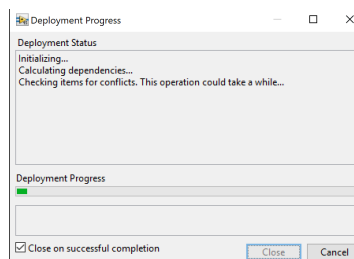 Deployment Progress
Deployment Status
Initializing...
Calculating dependencies...
Checking items for conflicts. This operation could take a while...
Deployment Progress
Close on successful completion
Close
Cancel